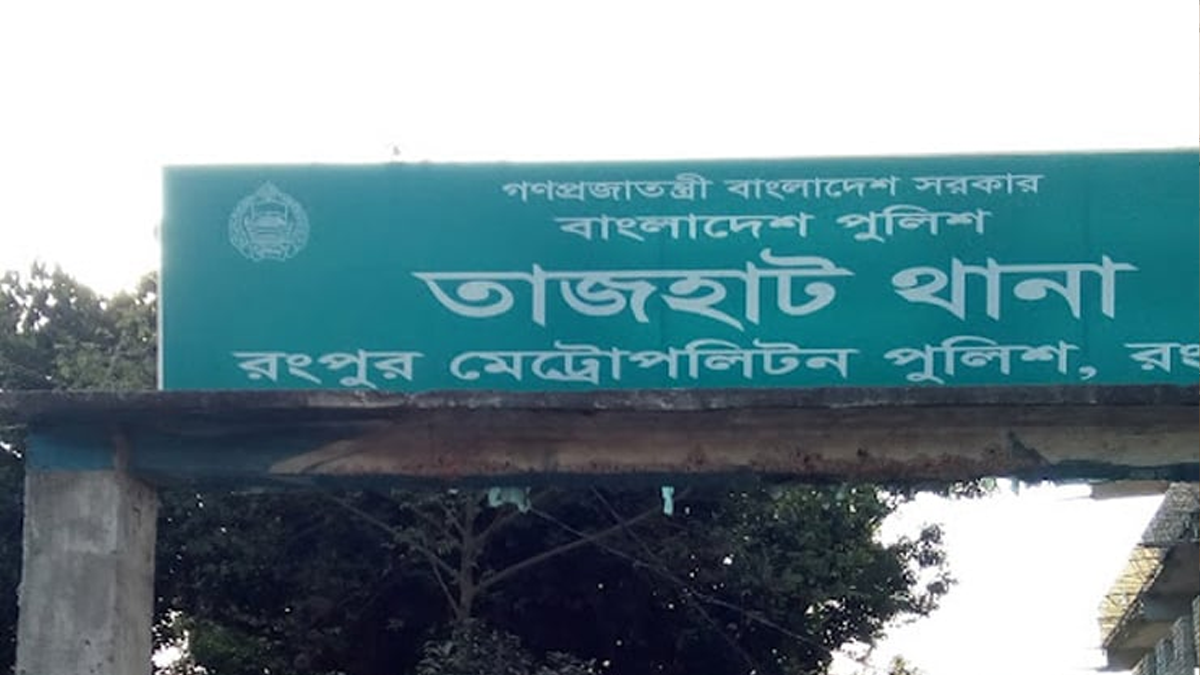 গণপ্রজাতন্ত্রী বাংলাদেশ সরকার
বাংলাদেশ পুলিশ
তাজহাট থানা
রংপুর মেট্রোপলিটন পুলিশ,